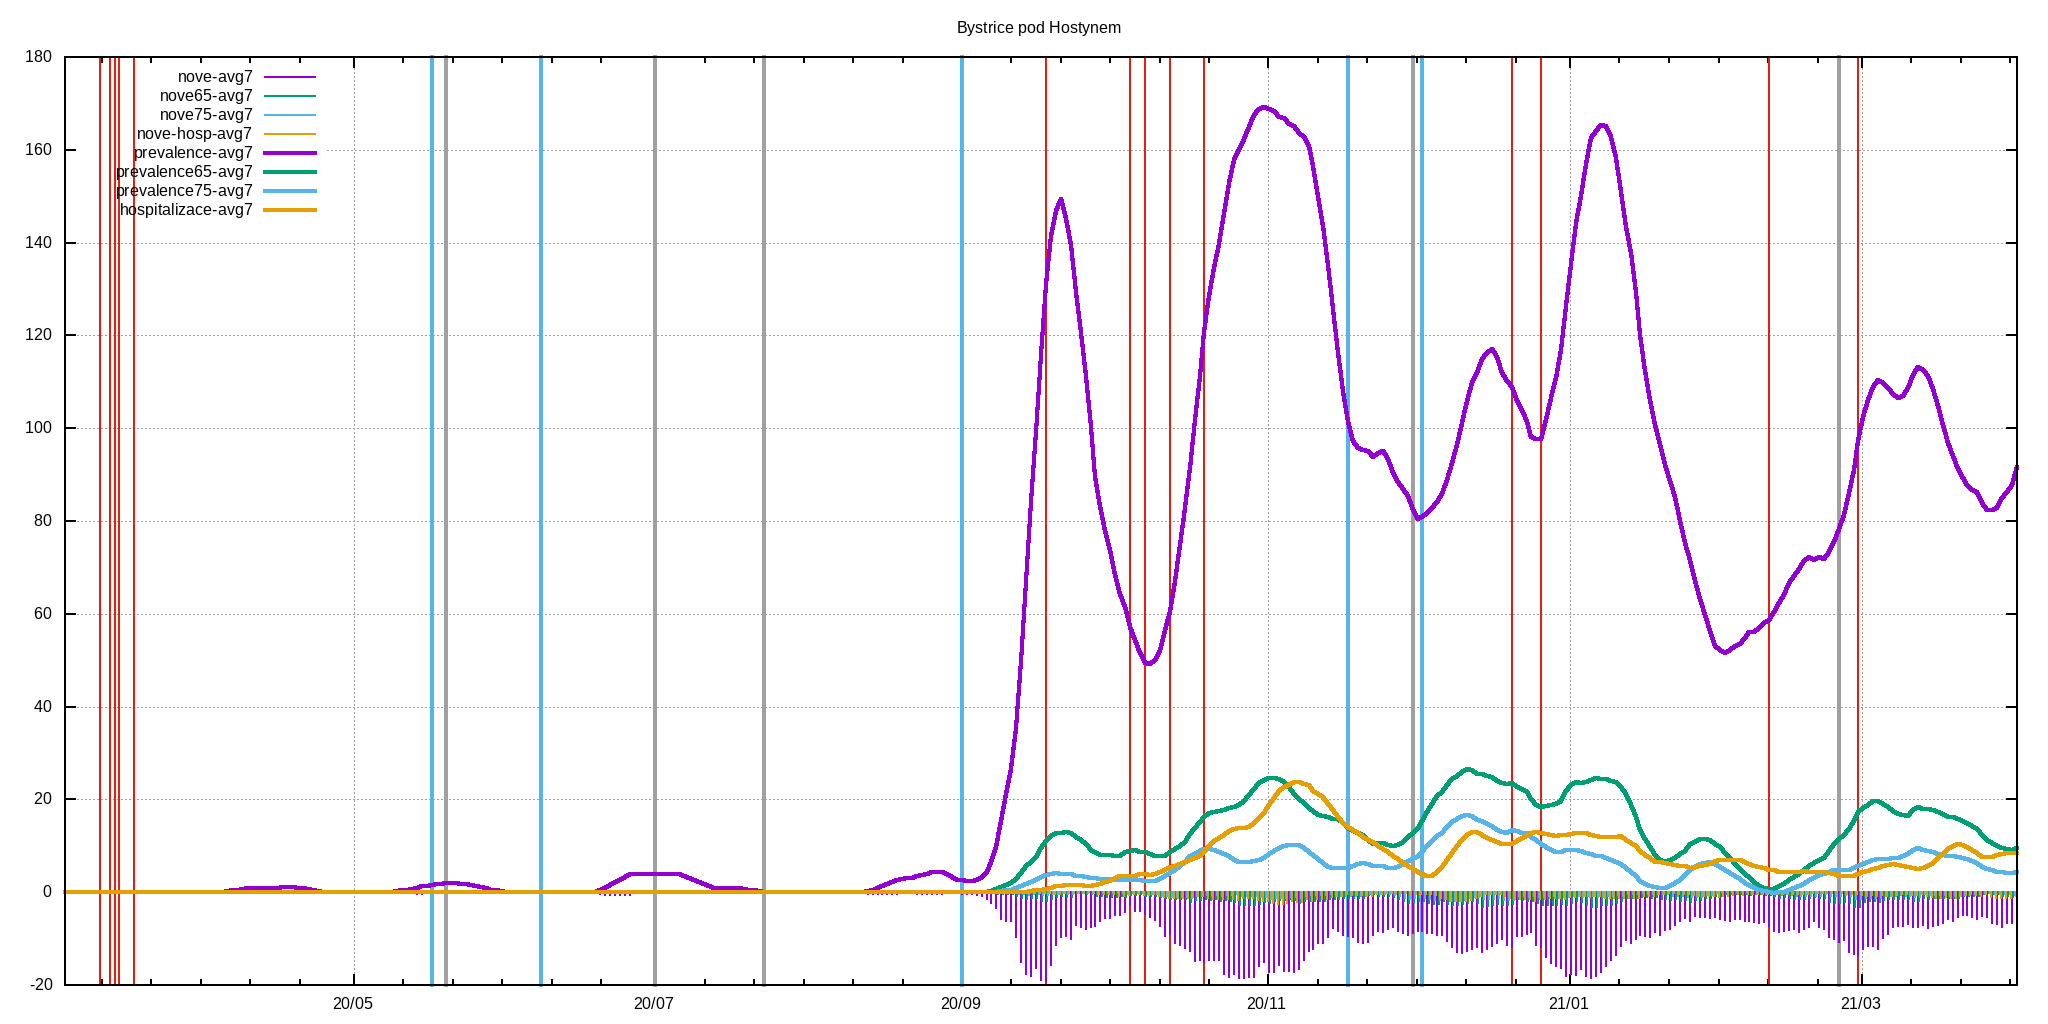 Bystrice pod Hostynem
180
160
140
120
100
80
60
40
20
0
-20
nove-avg7
nove65-avg7
nove75-avg7
nove-hosp-avg7
prevalence-avg7
prevalence65-avg7
prevalence75-avg7
hospitalizace-avg7
20/05 20/07 20/09 20/11 21/01 21/03